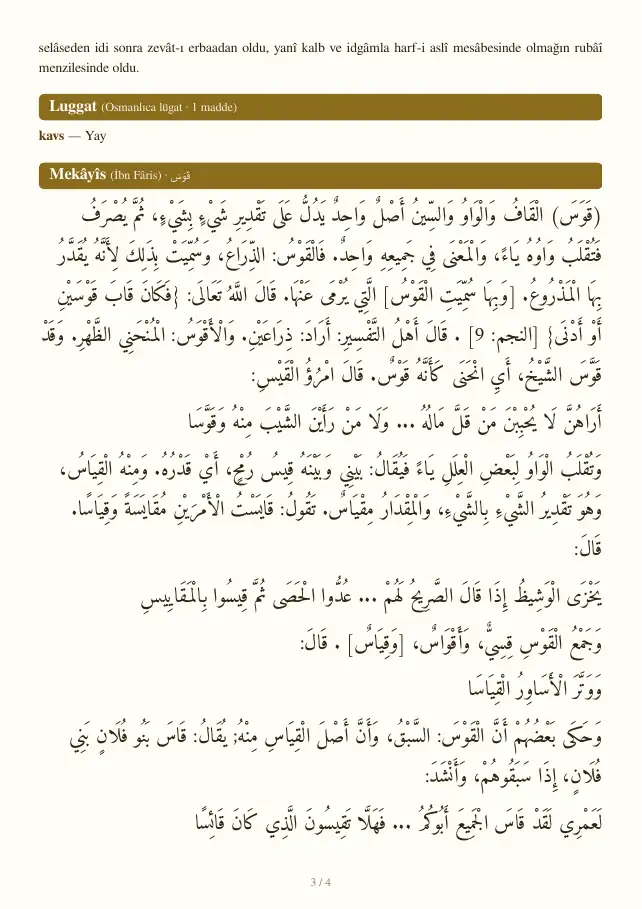 selâseden idi sonra zevât-ı erbaadan oldu, yanî kalb ve idgâmla harf-i aslî mesâbesinde olmağın rubâî
menzilesinde oldu.
Luggat (Osmanlıca lügat · 1 madde)
kavs — Yay
Mekâyîs (İbn Fâris) · قَوَسَ
(قَوَسَ) الْقَافُ وَالْوَاوُ وَالسِّينُ أَصْلٌ وَاحِدٌ يَدُلُّ عَلَى تَقْدِيرِ شَيْءٍ بِشَيْءٍ، ثُمَّ يُصْرَفُ
فَتُقْلَبُ وَاوُهُ يَاءً، وَالْمَعْنَى فِي جَمِيعِهِ وَاحِدٌ. فَالْقَوْسُ: الذِّرَاعُ، وَسُمِّيَتْ بِذَلِكَ لِأَنَّهُ يُقَدَّرُ
بِهَا الْمَذْرُوعُ. [وَبِهَا سُمِّيَتِ الْقَوْسُ] الَّتِي يُرْمَى عَنْهَا. قَالَ اللَّهُ تَعَالَى: {فَكَانَ قَابَ قَوْسَيْنِ
أَوْ أَدْنَى} [النجم: 9] . قَالَ أَهْلُ التَّفْسِيرِ: أَرَادَ: ذِرَاعَيْنِ. وَالْأَقْوَسُ: الْمُنْحَنِي الظَّهْرِ. وَقَدْ
قَوَّسَ الشَّيْخُ، أَيِ انْحَنَى كَأَنَّهُ قَوْسٌ. قَالَ امْرُؤُ الْقَيْسِ:
أَرَاهُنَّ لَا يُحْبِبْنَ مَنْ قَلَّ مَالُهُ ... وَلَا مَنْ رَأَيْنَ الشَّيْبَ مِنْهُ وَقَوَّسَا
وَتُقْلَبُ الْوَاوُ لِبَعْضِ الْعِلَلِ يَاءً فَيُقَالُ: بَيْنِي وَبَيْنَهُ قِيسُ رُمْحٍ، أَيْ قَدْرُهُ. وَمِنْهُ الْقِيَاسُ،
وَهُوَ تَقْدِيرُ الشَّيْءِ بِالشَّيْءِ، وَالْمِقْدَارُ مِقْيَاسٌ. تَقُولُ: قَايَسْتُ الْأَمْرَيْنِ مُقَايَسَةً وَقِيَاسًا.
قَالَ:
يَخْزَى الْوَشِيظُ إِذَا قَالَ الصَّرِيحُ لَهُمْ ... عُدُّوا الْحَصَى ثُمَّ قِيسُوا بِالْمَقَايِيسِ
وَجَمْعُ الْقَوْسِ قِسِيٌّ، وَأَقْوَاسٌ، [وَقِيَاسٌ] . قَالَ:
وَوَتَّرَ الْأَسَاوِرُ الْقِيَاسَا
وَحَكَى بَعْضُهُمْ أَنَّ الْقَوْسَ: السَّبْقُ، وَأَنَّ أَصْلَ الْقِيَاسِ مِنْهُ; يُقَالُ: قَاسَ بَنُو فُلَانٍ بَنِي
فُلَانٍ، إِذَا سَبَقُوهُمْ، وَأَنْشَدَ:
لَعَمْرِي لَقَدْ قَاسَ الْجَمِيعَ أَبُوكُمُ ... فَهَلَّا تَقِيسُونَ الَّذِي كَانَ قَائِسًا
3 / 4